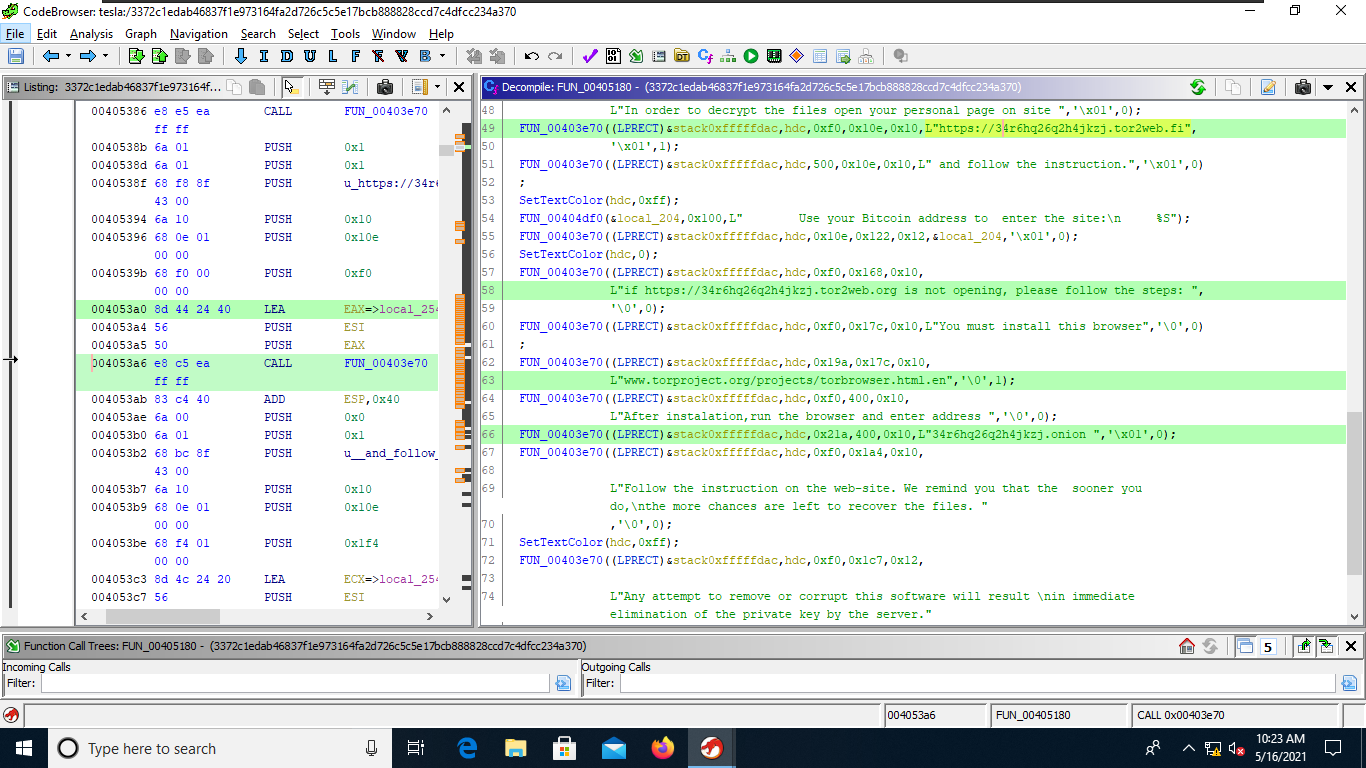 CodeBrowser: tesla:/3372c1edab46837f1e973164fa2d726c5c5e17bcb888828ccd7c4dfcc234a370
File Edit Analysis Graph Navigation Search Select Tools Window Help
I D U L F R V B
Listing: 3372c1edab46837f1e973164f...
00405386 e8 e5 ea CALL FUN_00403e70
ff ff
0040538b 6a 01 PUSH 0x1
0040538d 6a 01 PUSH 0x1
0040538f 68 f8 8f PUSH u_https://34r6
43 00
00405394 6a 10 PUSH 0x10
00405396 68 0e 01 PUSH 0x10e
00 00
0040539b 68 f0 00 PUSH 0xf0
00 00
004053a0 8d 44 24 40 LEA EAX=>local_254
004053a4 56 PUSH ESI
004053a5 50 PUSH EAX
004053a6 e8 c5 ea CALL FUN_00403e70
ff ff
004053ab 83 c4 40 ADD ESP,0x40
004053ae 6a 00 PUSH 0x0
004053b0 6a 01 PUSH 0x1
004053b2 68 bc 8f PUSH u__and_follow_
43 00
004053b7 6a 10 PUSH 0x10
004053b9 68 0e 01 PUSH 0x10e
00 00
004053be 68 f4 01 PUSH 0x1f4
00 00
004053c3 8d 4c 24 20 LEA ECX=>local_254
004053c7 56 PUSH ESI
Decompile: FUN_00405180 - (3372c1edab46837f1e973164fa2d726c5c5e17bcb888828ccd7c4dfcc234a370)
48 L"In order to decrypt the files open your personal page on site ",'\x01',0);
49 FUN_00403e70((LPRECT)&stack0xfffffdac,hdc,0xf0,0x10e,0x10,L"https://34r6hq26q2h4jkzj.tor2web.fi",
50 '\x01',1);
51 FUN_00403e70((LPRECT)&stack0xfffffdac,hdc,500,0x10e,0x10,L" and follow the instruction.",'\x01',0)
52 ;
53 SetTextColor(hdc,0xff);
54 FUN_00404df0(&local_204,0x100,L" Use your Bitcoin address to enter the site:\n %S");
55 FUN_00403e70((LPRECT)&stack0xfffffdac,hdc,0x10e,0x122,0x12,&local_204,'\x01',0);
56 SetTextColor(hdc,0);
57 FUN_00403e70((LPRECT)&stack0xfffffdac,hdc,0xf0,0x168,0x10,
58 L"if https://34r6hq26q2h4jkzj.tor2web.org is not opening, please follow the steps: ",
59 '\0',0);
60 FUN_00403e70((LPRECT)&stack0xfffffdac,hdc,0xf0,0x17c,0x10,L"You must install this browser",'\0',0)
61 ;
62 FUN_00403e70((LPRECT)&stack0xfffffdac,hdc,0x19a,0x17c,0x10,
63 L"www.torproject.org/projects/torbrowser.html.en",'\0',1);
64 FUN_00403e70((LPRECT)&stack0xfffffdac,hdc,0xf0,400,0x10,
65 L"After instalation,run the browser and enter address ",'\0',0);
66 FUN_00403e70((LPRECT)&stack0xfffffdac,hdc,0x21a,400,0x10,L"34r6hq26q2h4jkzj.onion ",'\x01',0);
67 FUN_00403e70((LPRECT)&stack0xfffffdac,hdc,0xf0,0x1a4,0x10,
68
69 L"Follow the instruction on the web-site. We remind you that the sooner you
do,\nthe more chances are left to recover the files. "
70 ,'\0',0);
71 SetTextColor(hdc,0xff);
72 FUN_00403e70((LPRECT)&stack0xfffffdac,hdc,0xf0,0x1c7,0x12,
73
74 L"Any attempt to remove or corrupt this software will result \nin immediate
elimination of the private key by the server."
Function Call Trees: FUN_00405180 - (3372c1edab46837f1e973164fa2d726c5c5e17bcb888828ccd7c4dfcc234a370)
5
Incoming Calls
Outgoing Calls
Filter:
Filter:
004053a6 FUN_00405180 CALL 0x00403e70
Type here to search
10:23 AM
5/16/2021